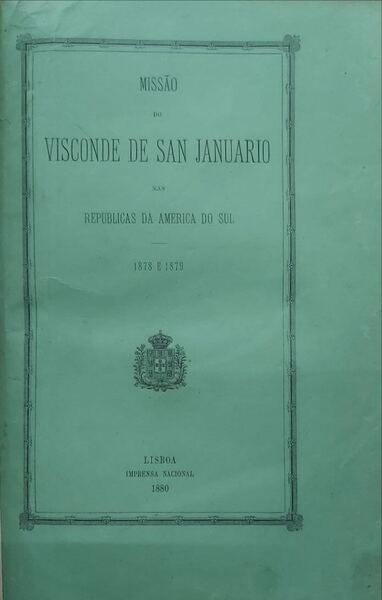 MISSÃO
DO
VISCONDE DE SAN JANUARIO
NAS
REPUBLICAS DA AMERICA DO SUL
1878 E 1879
LISBOA
IMPRENSA NACIONAL
1880